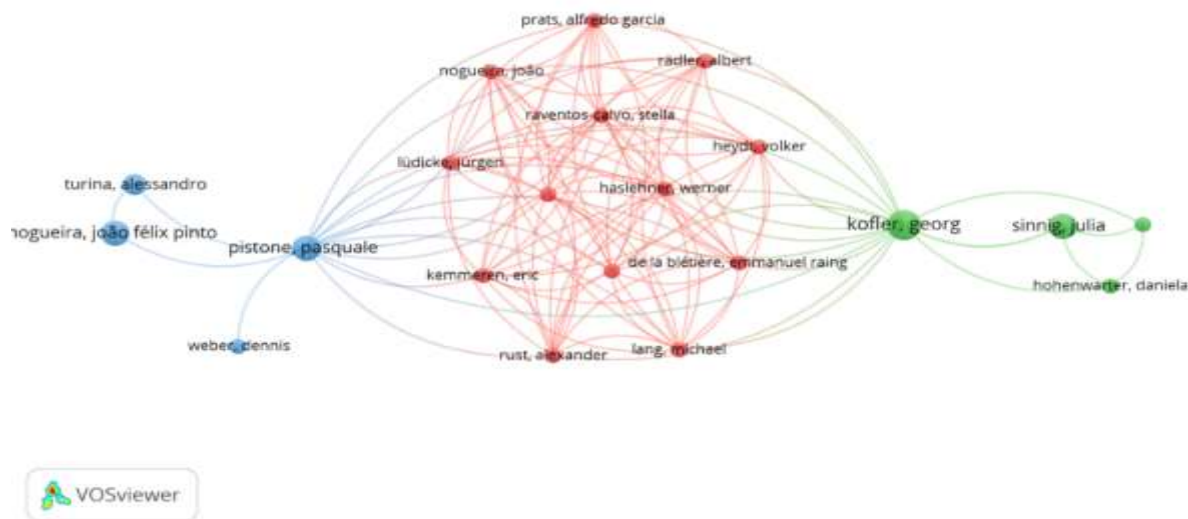 prats, alfredo garcia
rädler, albert
nogueira, joão
raventos-calvo, stella
heydt, volker
lüdicke, jürgen
turina, alessandro
haslehner, werner
nogueira, joão félix pinto
kofler, georg
sinnig, julia
pistone, pasquale
de la blétière, emmanuel raing
kemmeren, eric
hohenwarter, daniela
weber, dennis
rust, alexander
lang, michael
VOSviewer